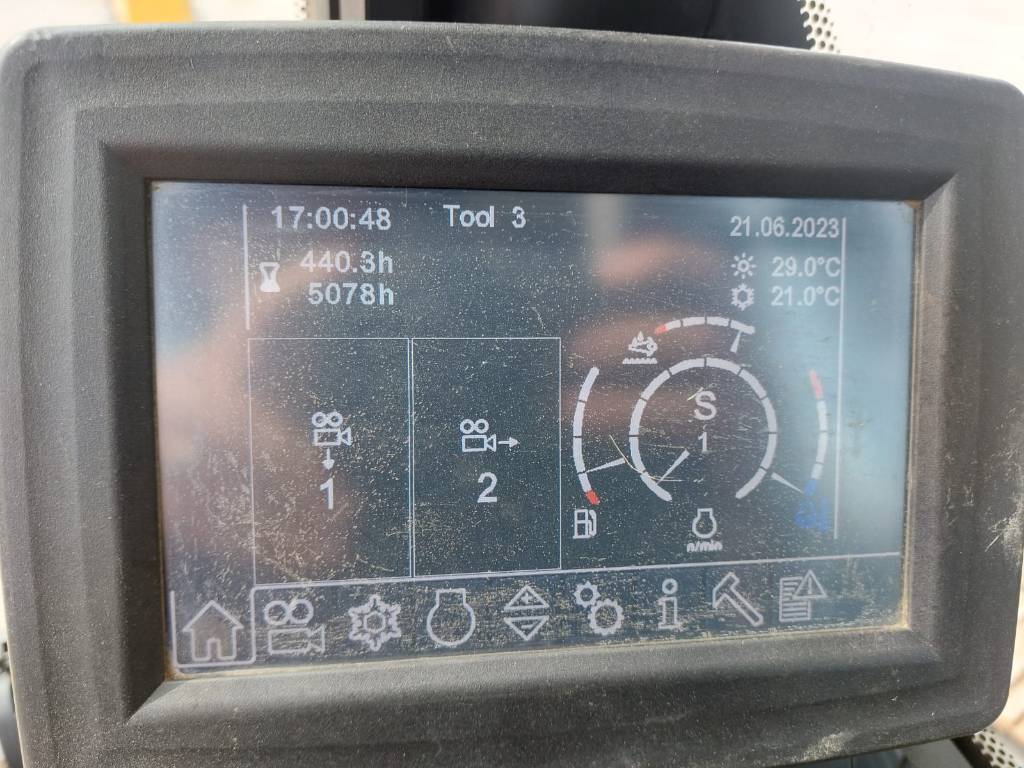 17:00:48 Tool 3 21.06.2023
440.3h 29.0°C
5078h 21.0°C
S
1
1 2
n/min